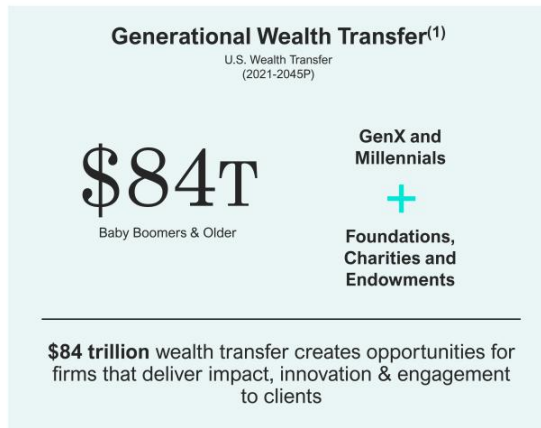 Generational Wealth Transfer(1)
U.S. Wealth Transfer
(2021-2045P)
$84T
Baby Boomers & Older
GenX and
Millennials
+
Foundations,
Charities and
Endowments
$84 trillion wealth transfer creates opportunities for
firms that deliver impact, innovation & engagement
to clients